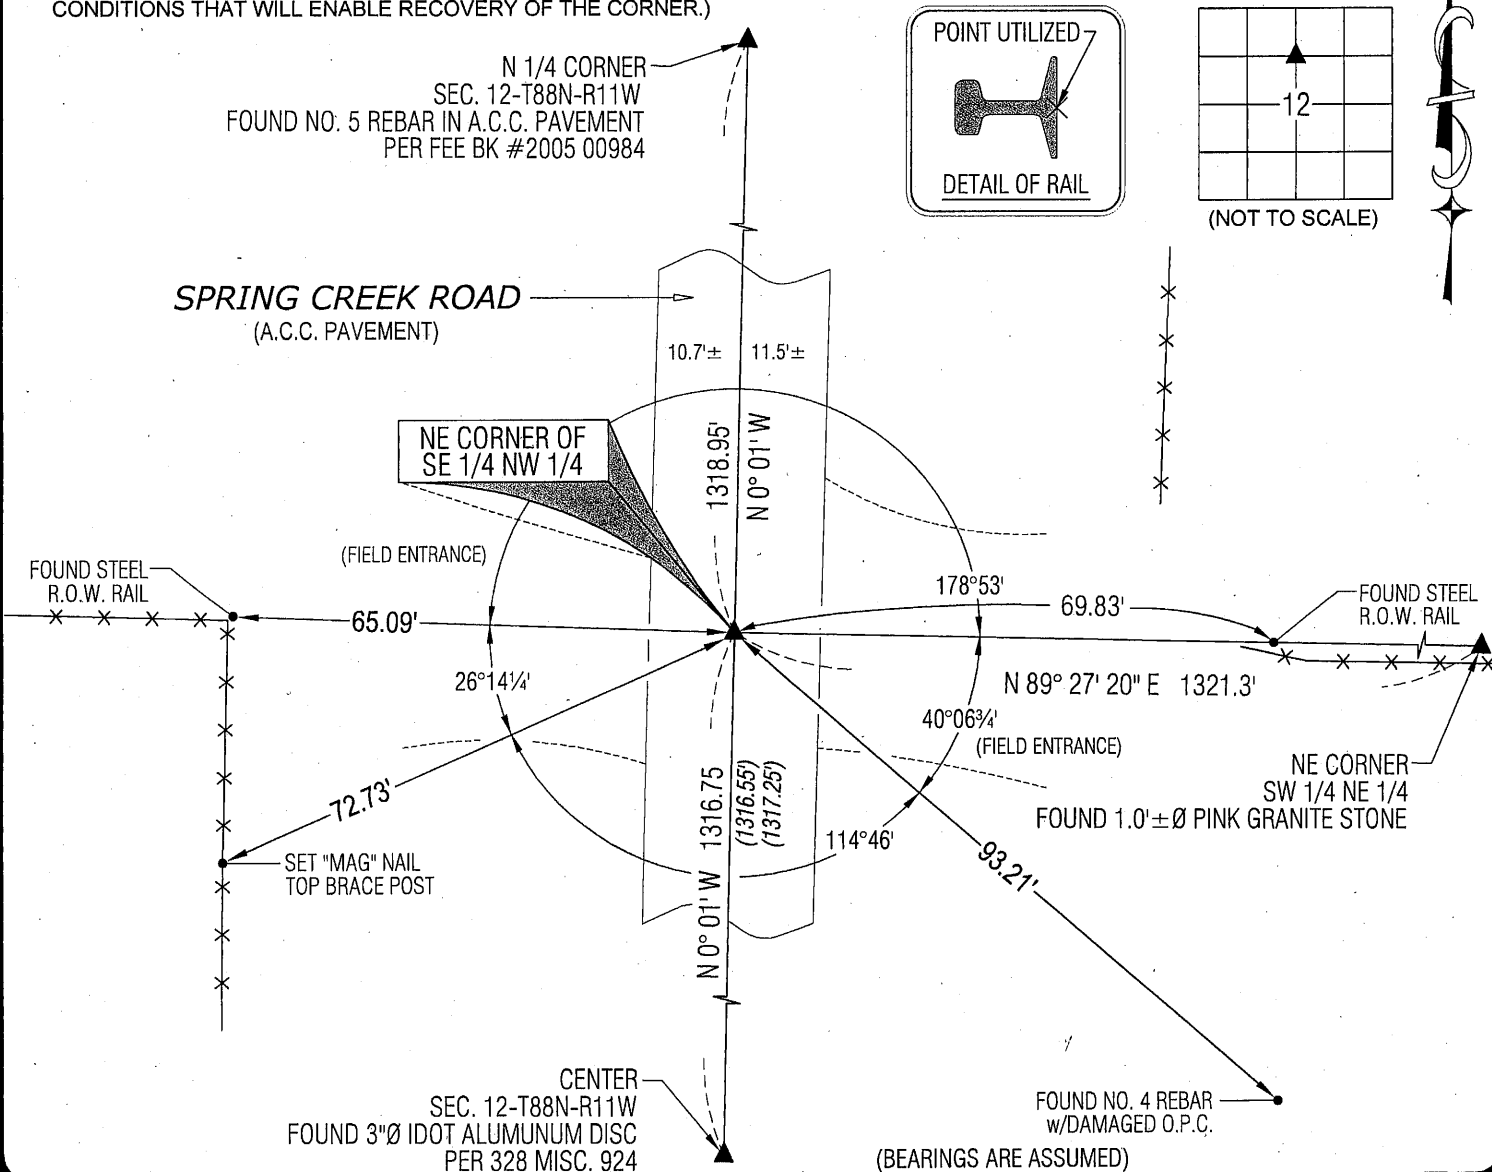 CONDITIONS THAT WILL ENABLE RECOVERY OF THE CORNER.)
N 1/4 CORNER
SEC. 12-T88N-R11W
FOUND NO. 5 REBAR IN A.C.C. PAVEMENT
PER FEE BK #2005 00984
POINT UTILIZED
DETAIL OF RAIL
12
(NOT TO SCALE)
SPRING CREEK ROAD
(A.C.C. PAVEMENT)
10.7'±
11.5'±
NE CORNER OF
SE 1/4 NW 1/4
1318.95'
N 0° 01' W
(FIELD ENTRANCE)
FOUND STEEL
R.O.W. RAIL
65.09'
178°53'
69.83'
FOUND STEEL
R.O.W. RAIL
26°14¼'
N 89° 27' 20" E 1321.3'
40°06¾'
(FIELD ENTRANCE)
NE CORNER
SW 1/4 NE 1/4
FOUND 1.0'±Ø PINK GRANITE STONE
72.73'
N 0° 01' W 1316.75
(1316.55')
(1317.25')
114°46'
93.21'
SET "MAG" NAIL
TOP BRACE POST
CENTER
SEC. 12-T88N-R11W
FOUND 3"Ø IDOT ALUMUNUM DISC
PER 328 MISC. 924
FOUND NO. 4 REBAR
w/DAMAGED O.P.C.
(BEARINGS ARE ASSUMED)